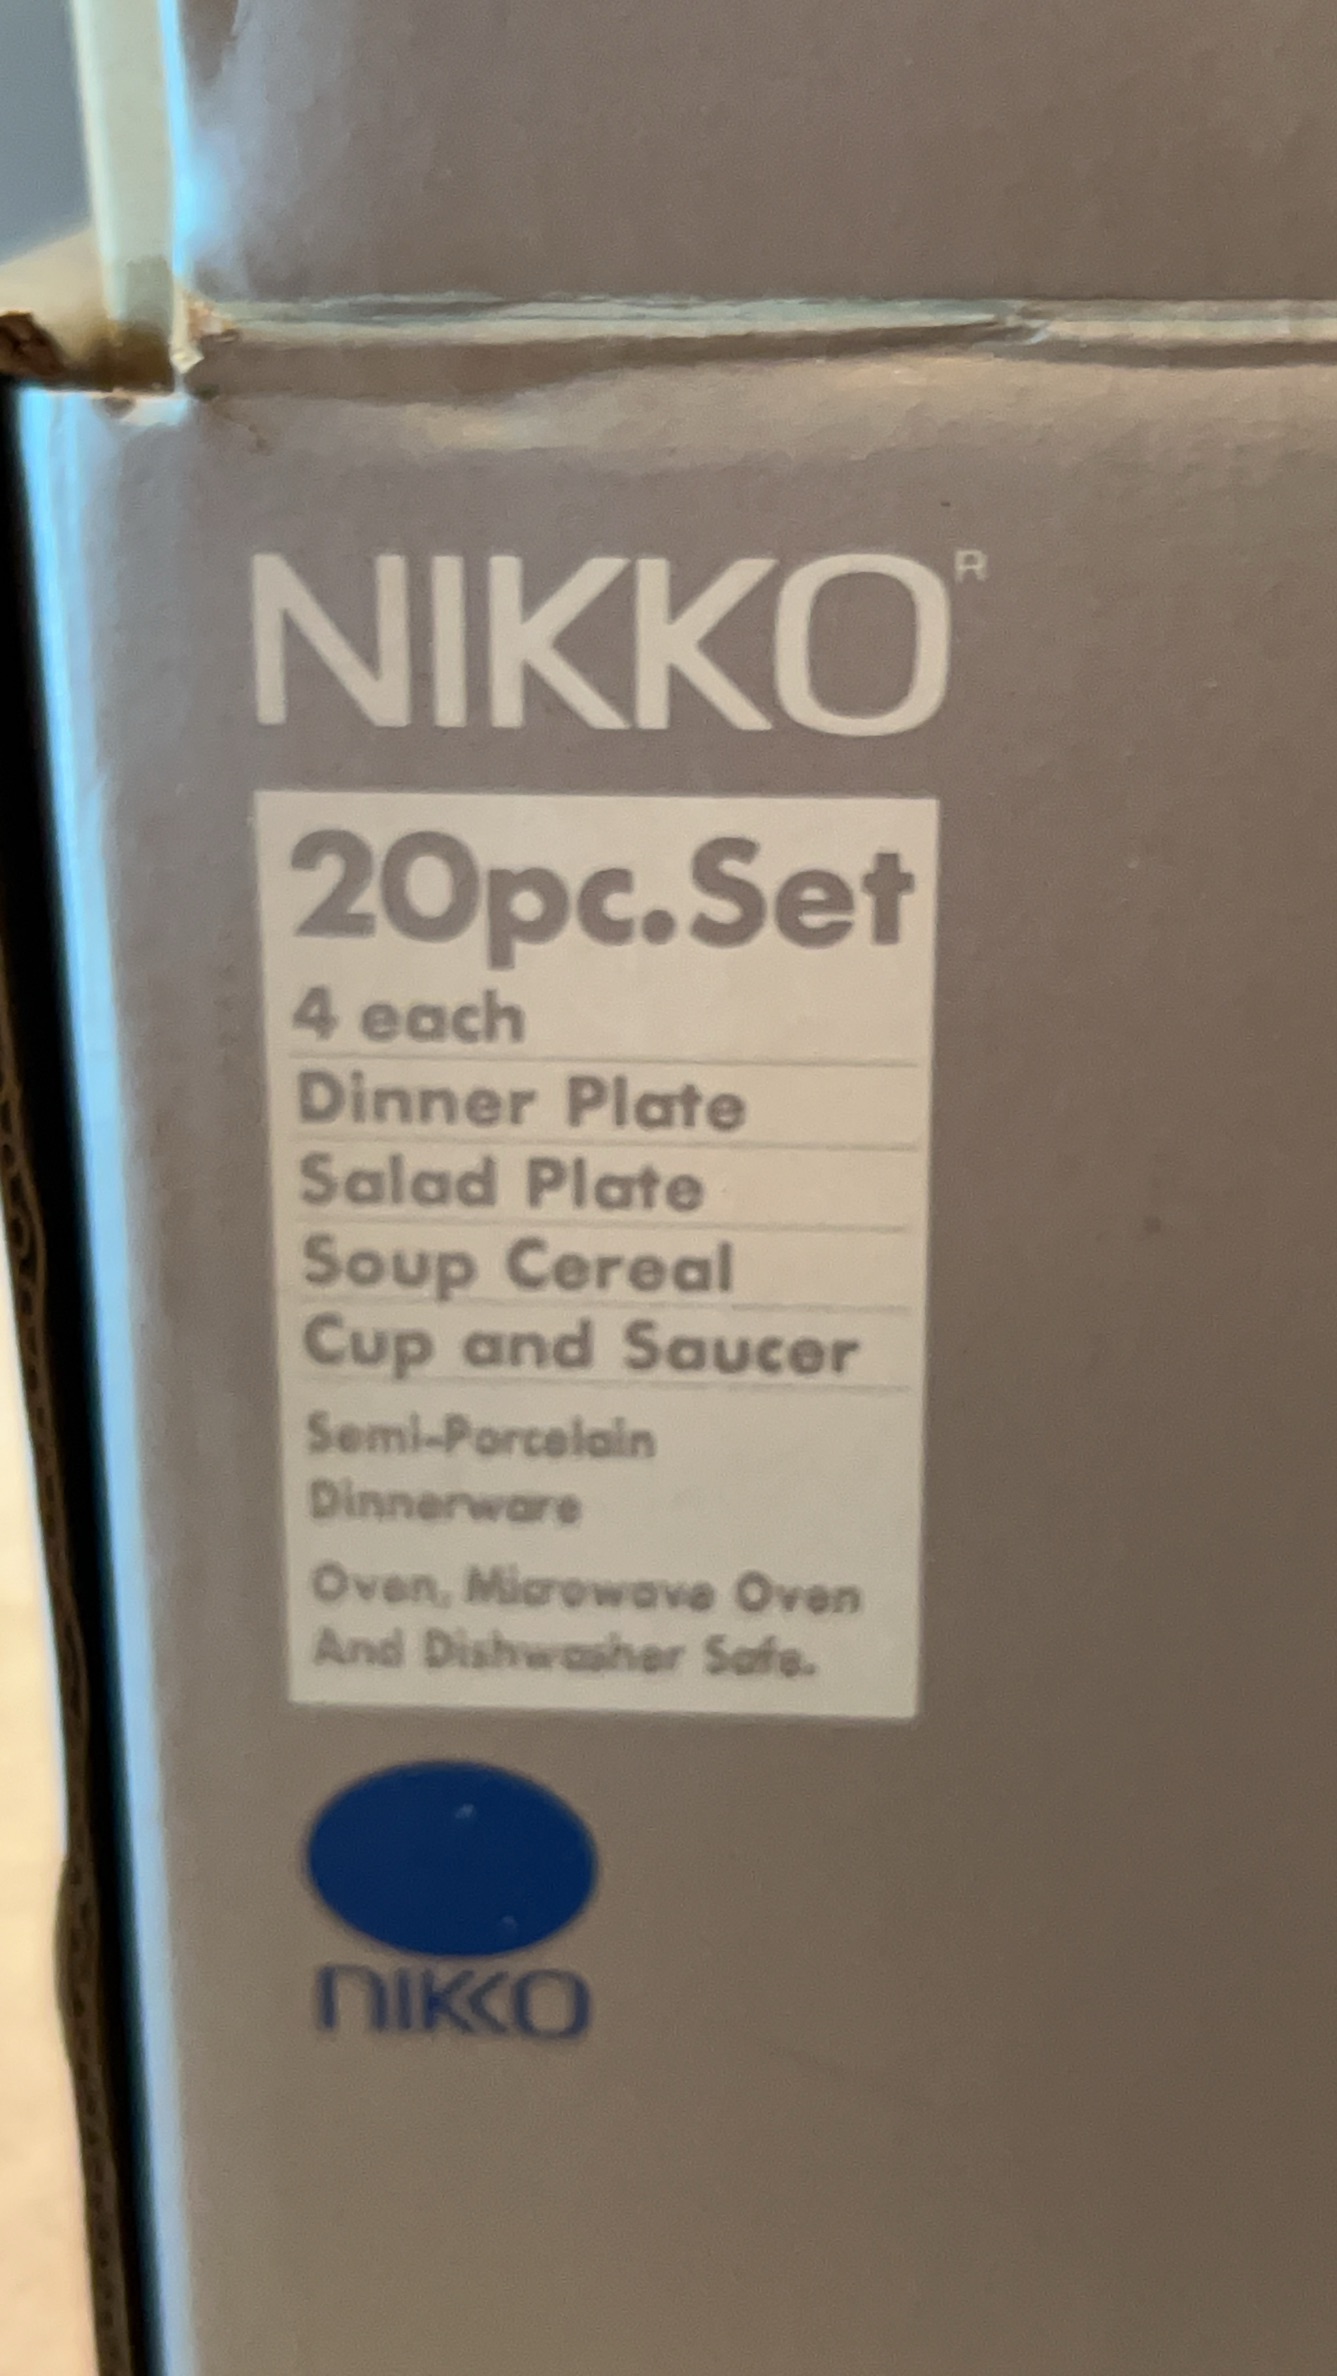 NIKKO R
20pc. Set
4 each
Dinner Plate
Salad Plate
Soup Cereal
Cup and Saucer
Semi-Porcelain
Dinnerware
Oven, Microwave Oven
And Dishwasher Safe.
NIKKO